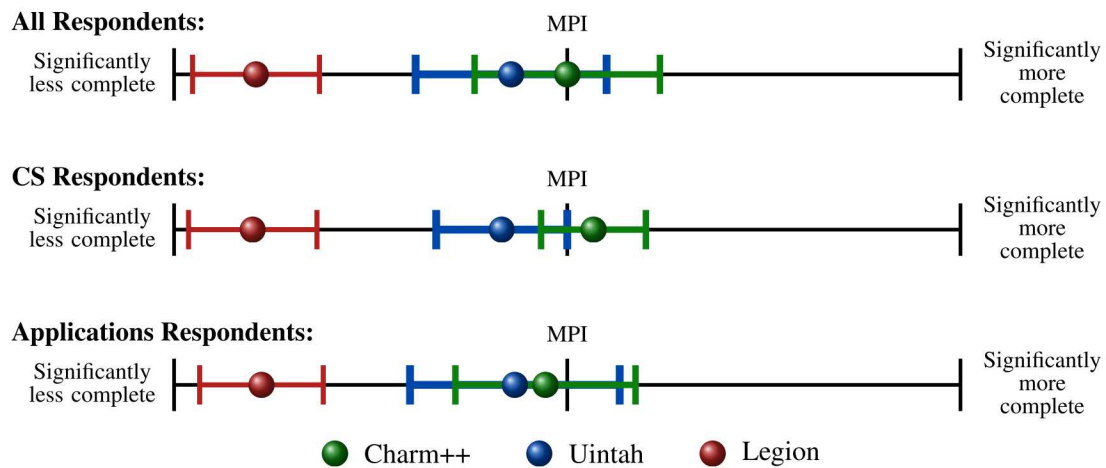 All Respondents:
MPI
Significantly
less complete
Significantly
more
complete
CS Respondents:
MPI
Significantly
less complete
Significantly
more
complete
Applications Respondents:
MPI
Significantly
less complete
Significantly
more
complete
Charm++ Uintah Legion